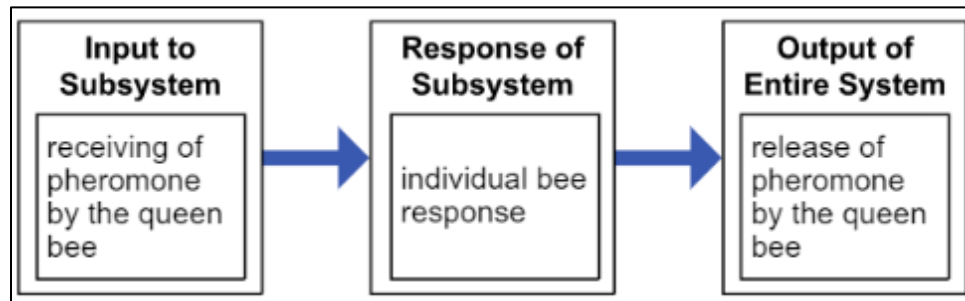 Input to
Subsystem
receiving of
pheromone
by the queen
bee
Response of
Subsystem
individual bee
response
Output of
Entire System
release of
pheromone
by the queen
bee